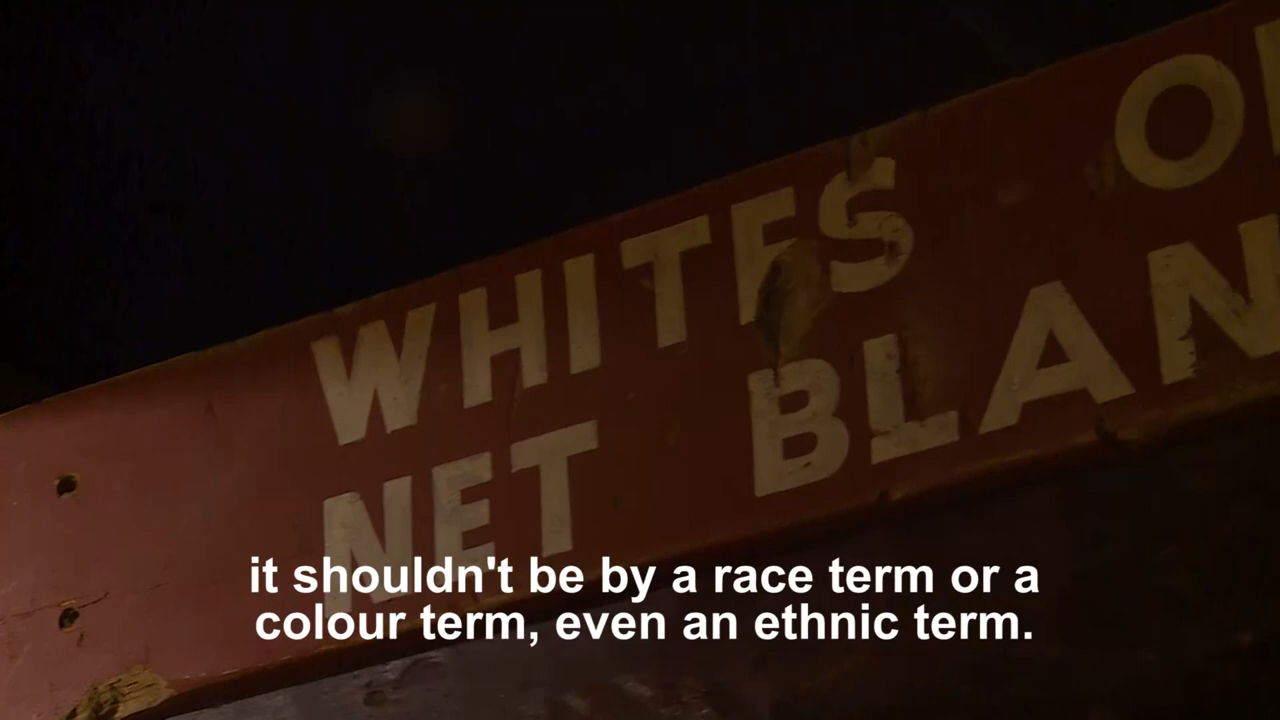 WHITES
NET BLAN
it shouldn't be by a race term or a
colour term, even an ethnic term.